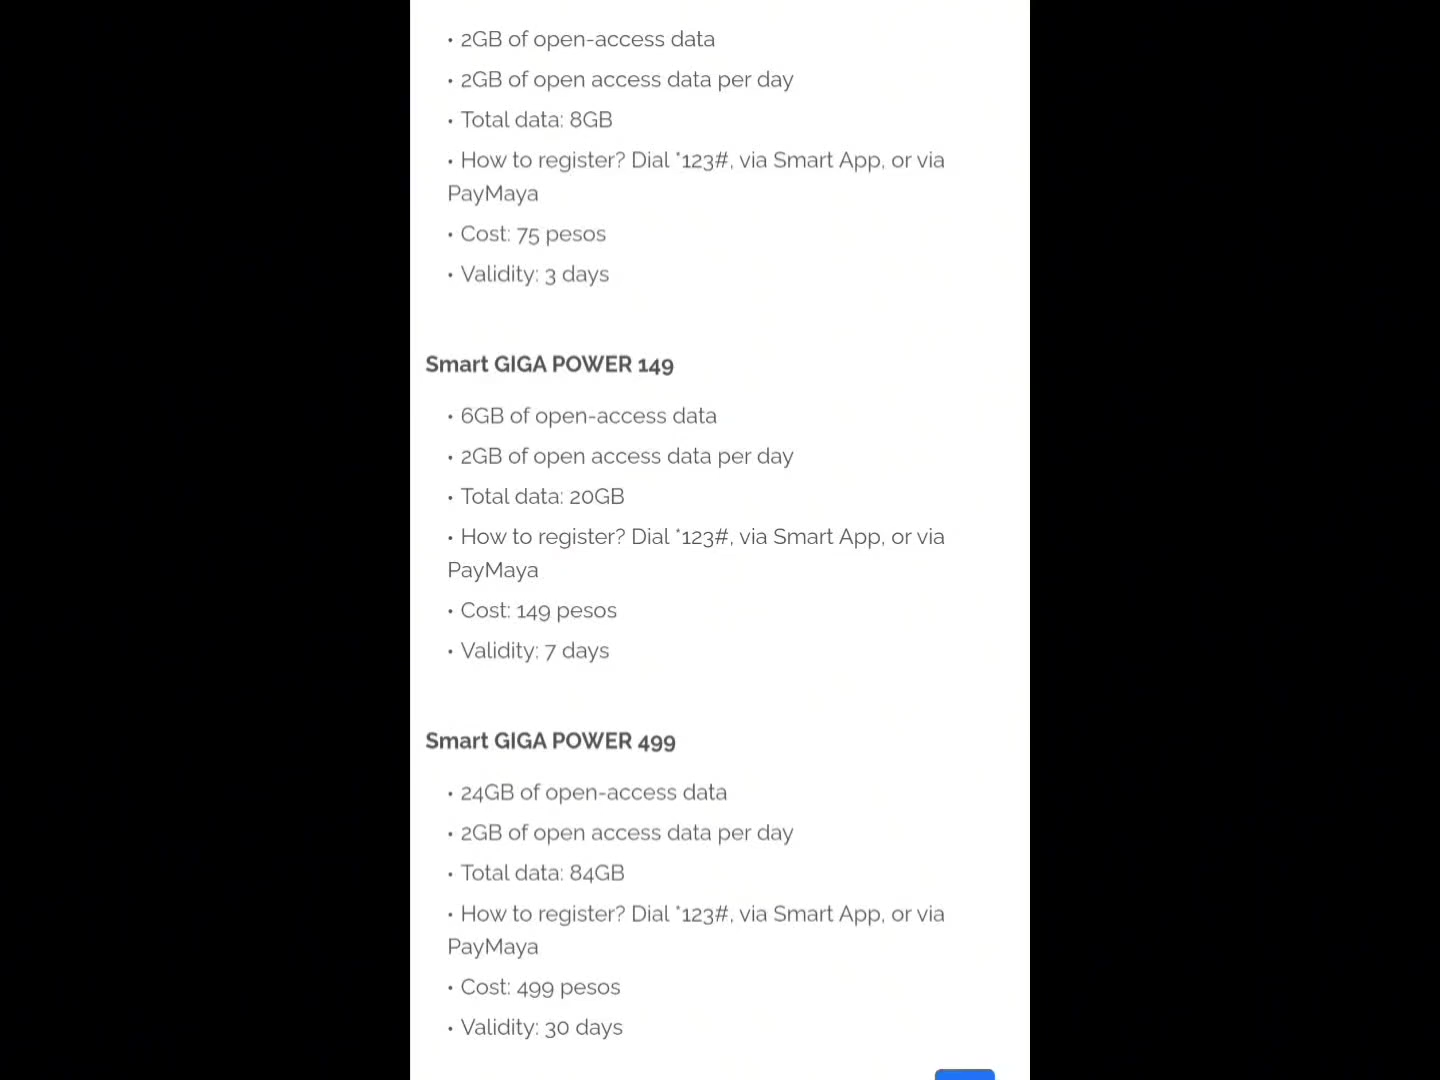 • 2GB of open-access data
• 2GB of open access data per day
• Total data: 8GB
• How to register? Dial *123#, via Smart App, or via
PayMaya
• Cost: 75 pesos
• Validity: 3 days
Smart GIGA POWER 149
• 6GB of open-access data
• 2GB of open access data per day
• Total data: 20GB
• How to register? Dial *123#, via Smart App, or via
PayMaya
• Cost: 149 pesos
• Validity: 7 days
Smart GIGA POWER 499
• 24GB of open-access data
• 2GB of open access data per day
• Total data: 84GB
• How to register? Dial *123#, via Smart App, or via
PayMaya
• Cost: 499 pesos
• Validity: 30 days